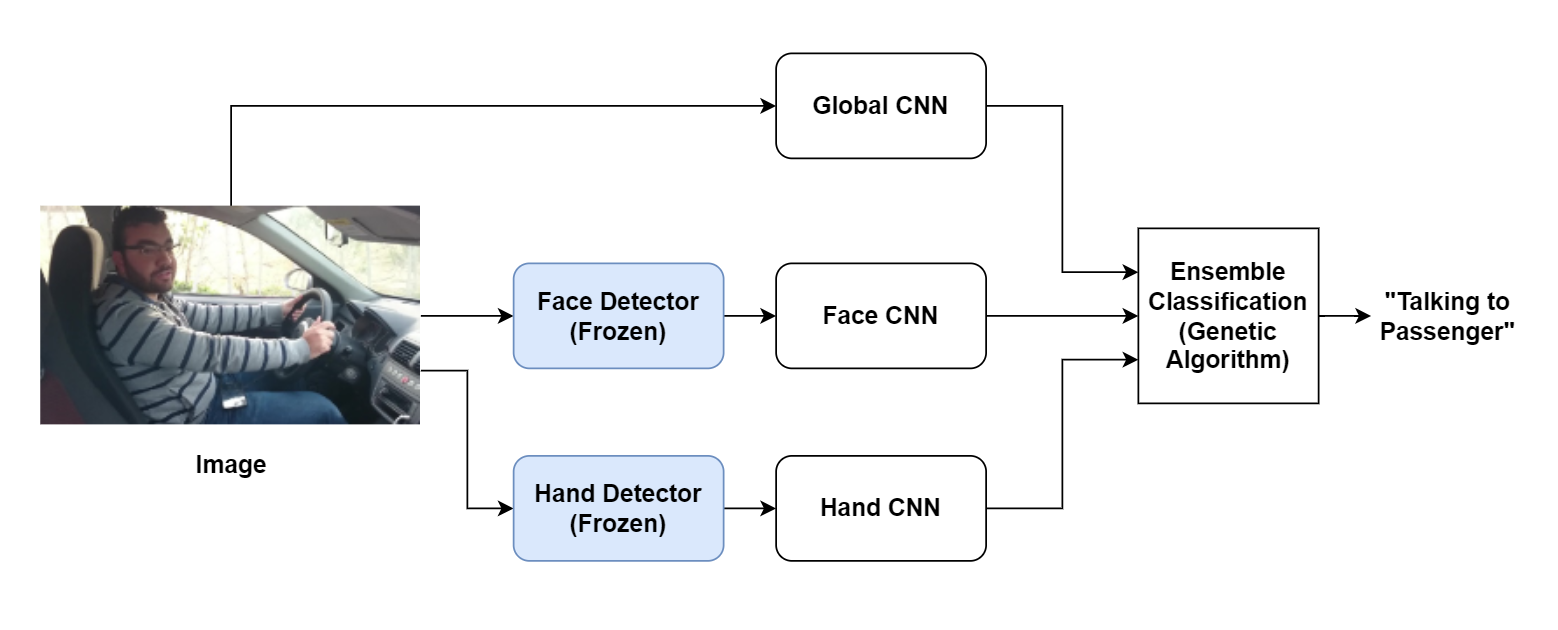 Global CNN
Face Detector
(Frozen)
Face CNN
Ensemble
Classification
(Genetic
Algorithm)
"Talking to
Passenger"
Image
Hand Detector
(Frozen)
Hand CNN